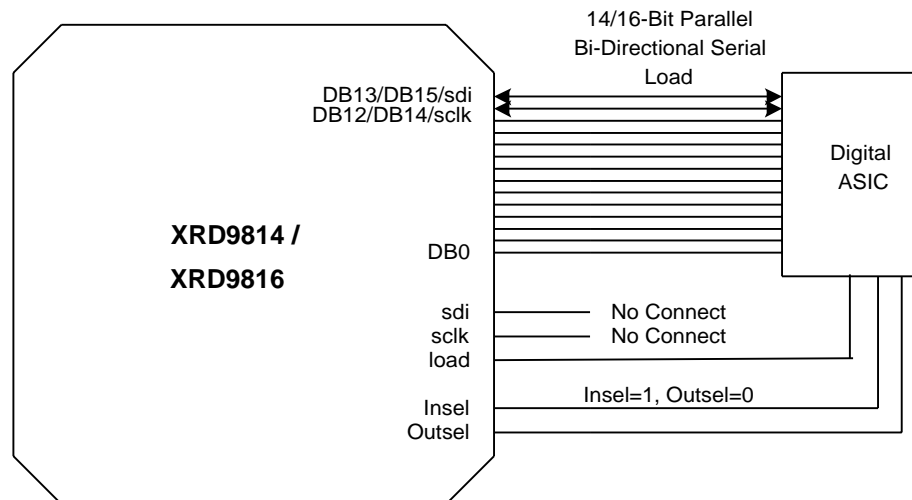 14/16-Bit Parallel
Bi-Directional Serial
Load
DB13/DB15/sdi
DB12/DB14/sclk
Digital
ASIC
XRD9814 /
XRD9816
DB0
sdi
No Connect
sclk
No Connect
load
Insel
Insel=1, Outsel=0
Outsel